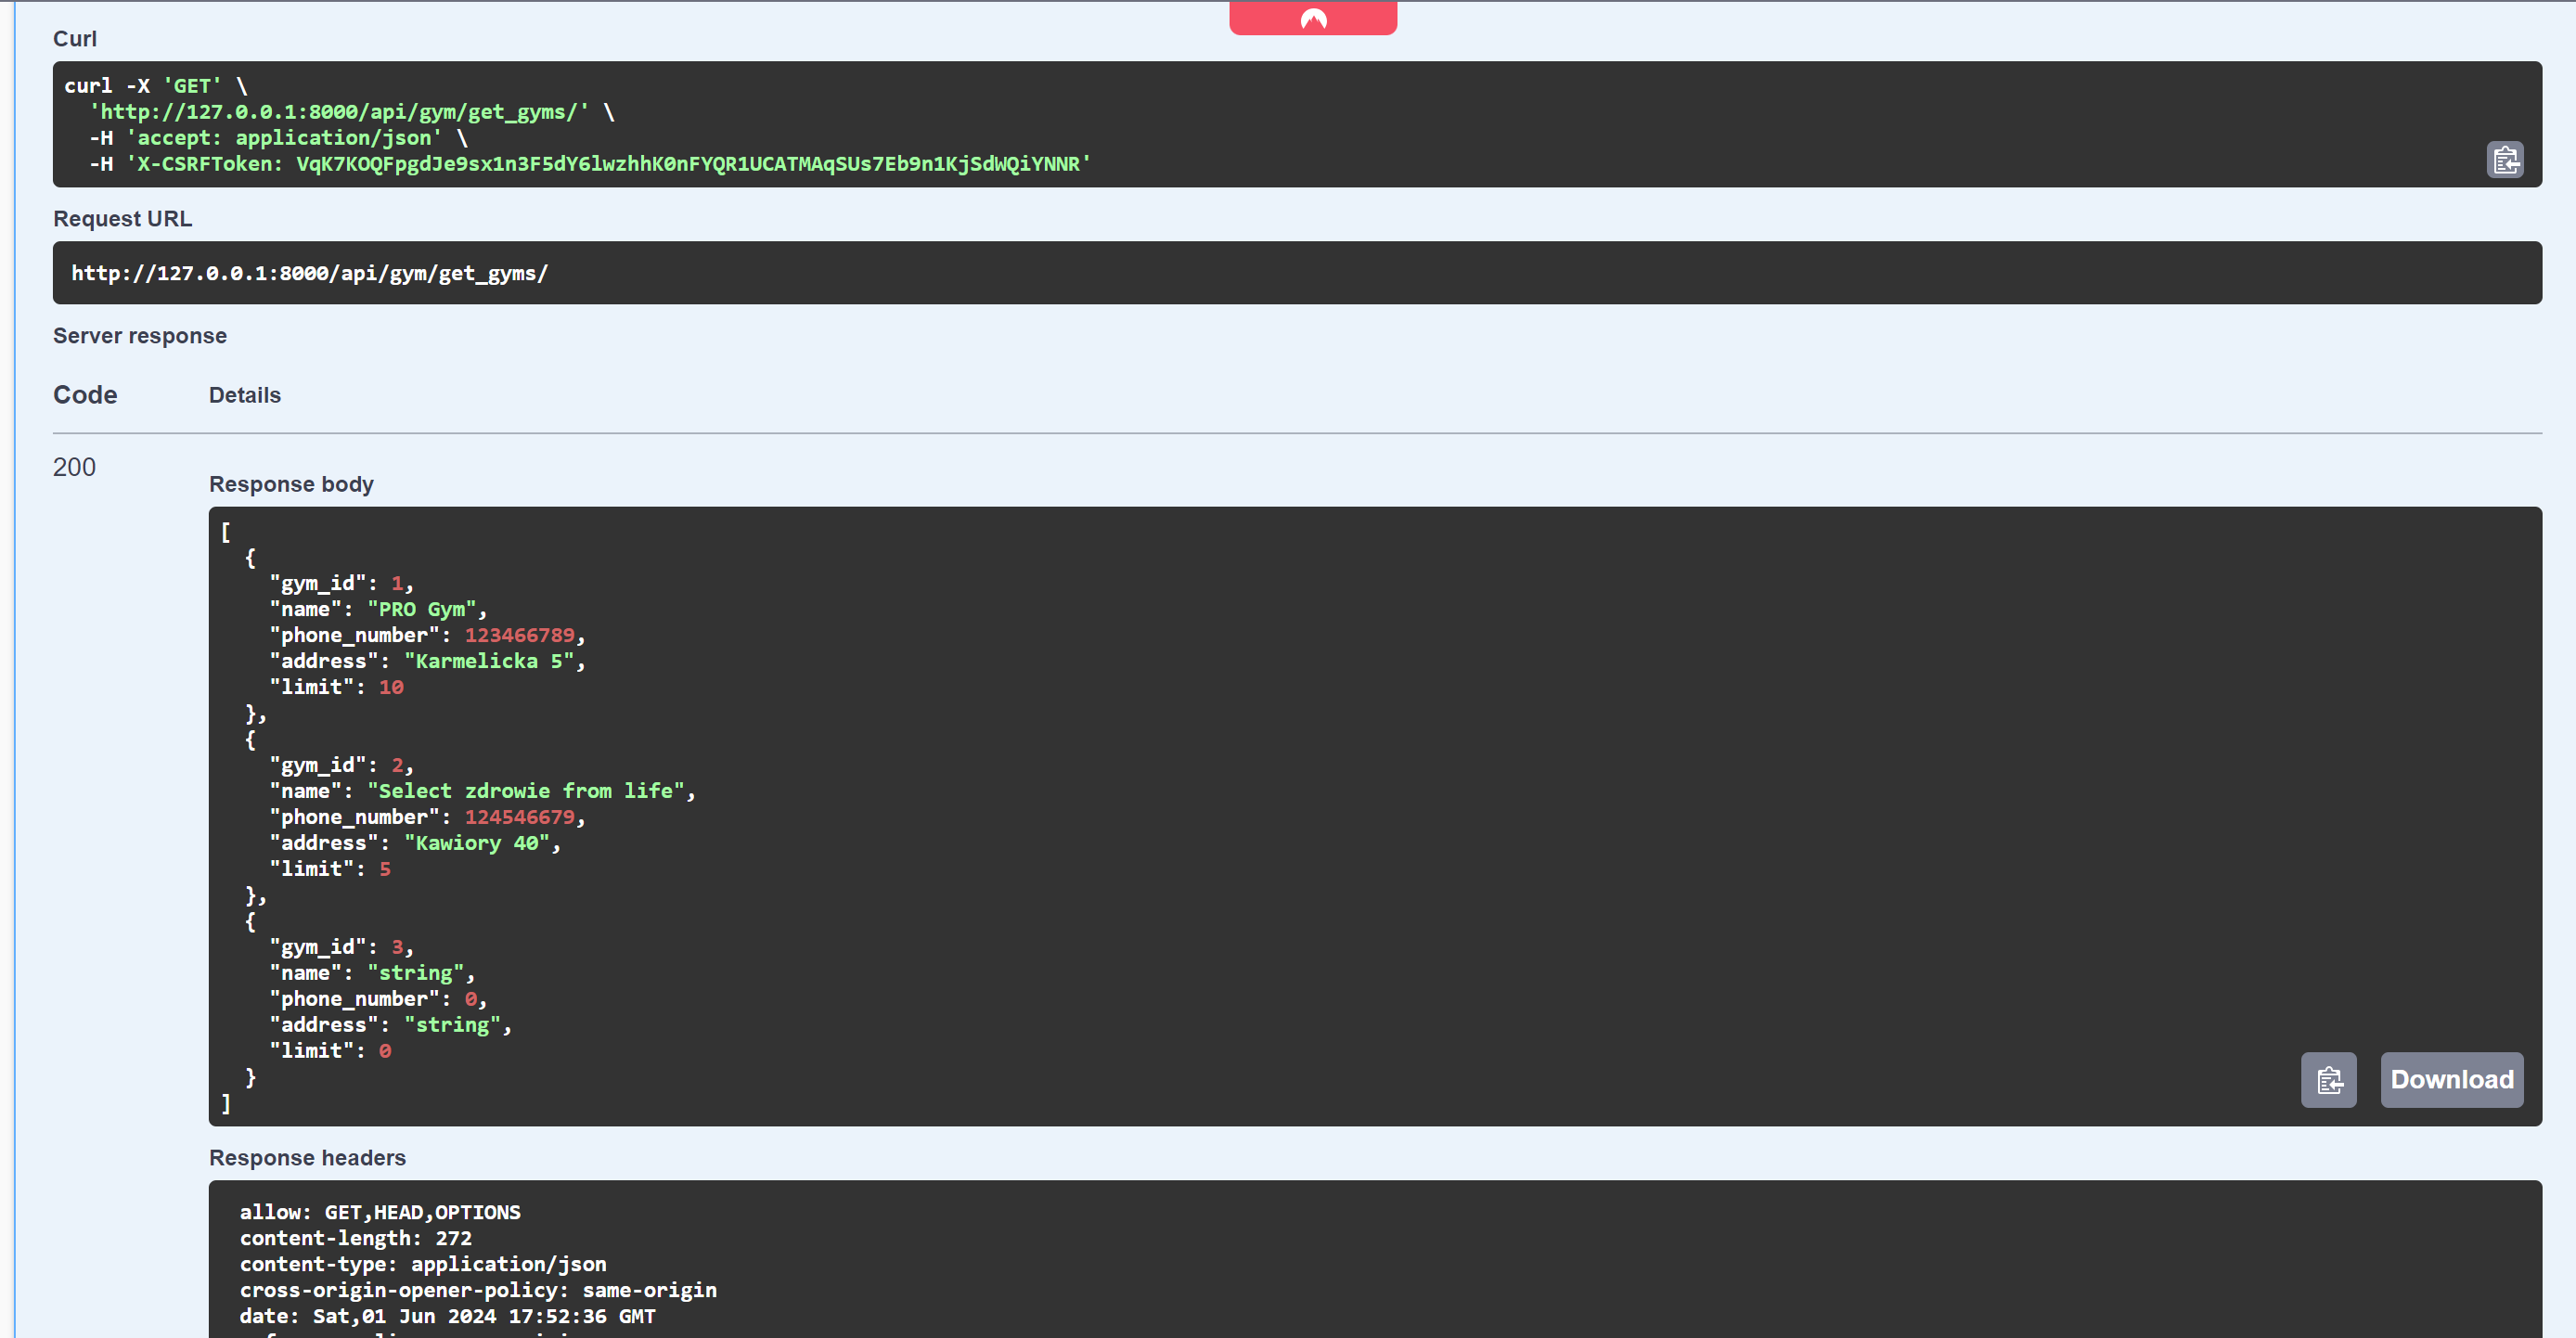 Curl
curl -X 'GET' \
  'http://127.0.0.1:8000/api/gym/get_gyms/' \
  -H 'accept: application/json' \
  -H 'X-CSRFToken: VqK7KOQFpgdJe9sx1n3F5dY6lwzhhK0nFYQR1UCATMAqSUs7Eb9n1KjSdWQiYNNR'
Request URL
http://127.0.0.1:8000/api/gym/get_gyms/
Server response
Code Details
200
Response body
[
  {
    "gym_id": 1,
    "name": "PRO Gym",
    "phone_number": 123466789,
    "address": "Karmelicka 5",
    "limit": 10
  },
  {
    "gym_id": 2,
    "name": "Select zdrowie from life",
    "phone_number": 124546679,
    "address": "Kawiory 40",
    "limit": 5
  },
  {
    "gym_id": 3,
    "name": "string",
    "phone_number": 0,
    "address": "string",
    "limit": 0
  }
]
Download
Response headers
allow: GET,HEAD,OPTIONS
content-length: 272
content-type: application/json
cross-origin-opener-policy: same-origin
date: Sat,01 Jun 2024 17:52:36 GMT